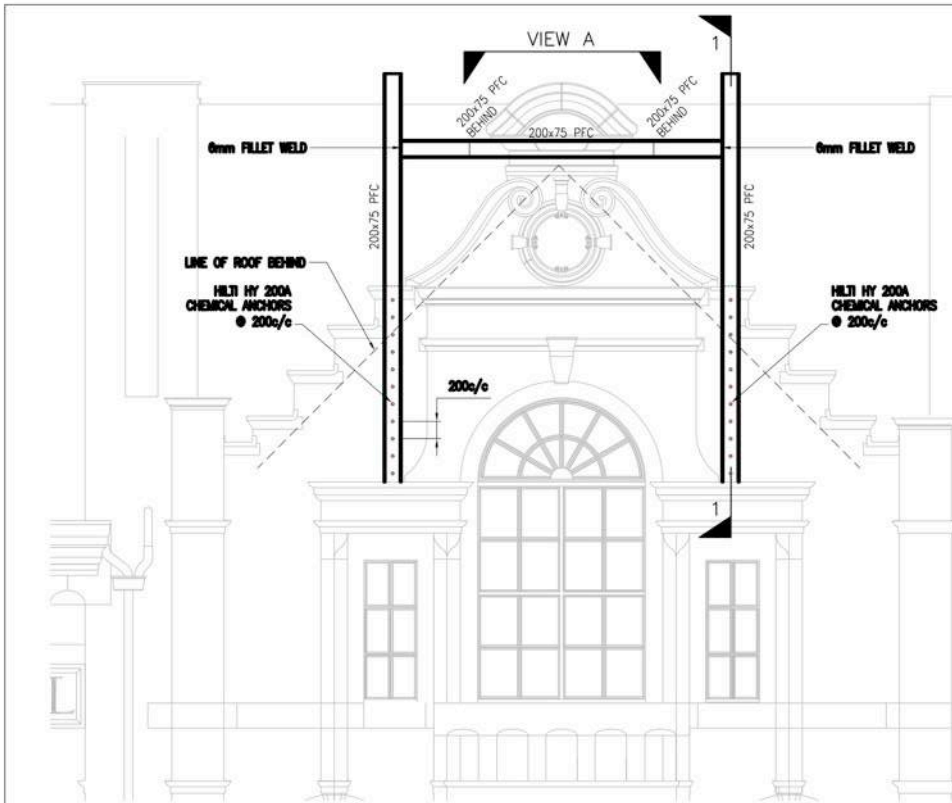 VIEW A
1
200x75 PFC
BEHIND
200x75 PFC
BEHIND
200x75 PFC
6mm FILLET WELD
6mm FILLET WELD
200x75 PFC
200x75 PFC
LINE OF ROOF BEHIND
HILTI HY 200A
CHEMICAL ANCHORS
@ 200c/c
HILTI HY 200A
CHEMICAL ANCHORS
@ 200c/c
200c/c
1